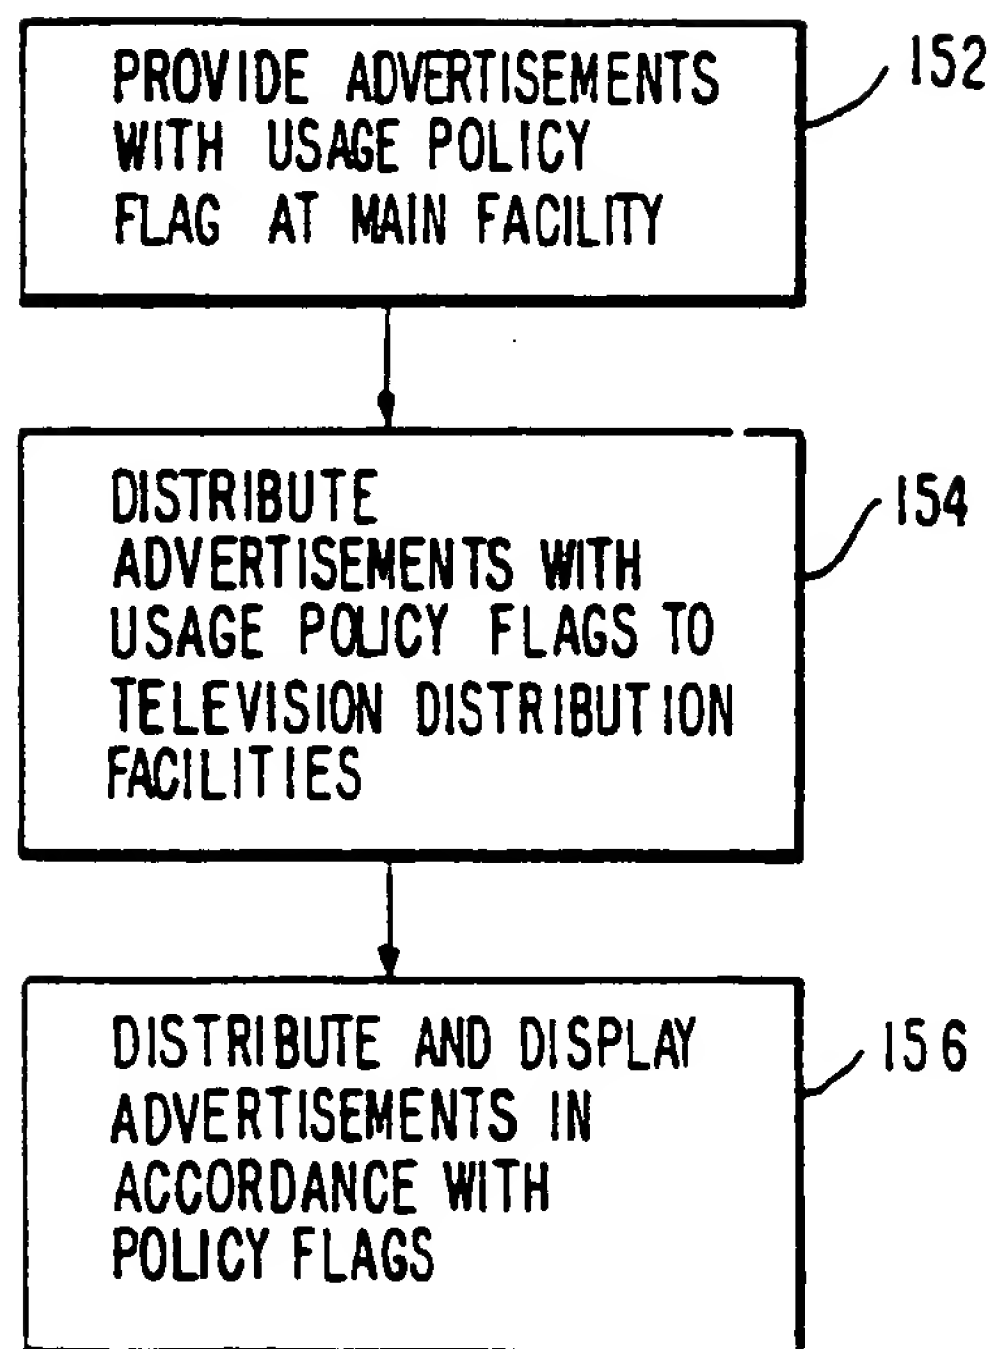 PROVIDE ADVERTISEMENTS
WITH USAGE POLICY
FLAG AT MAIN FACILITY
152
DISTRIBUTE
ADVERTISEMENTS WITH
USAGE POLICY FLAGS TO
TELEVISION DISTRIBUTION
FACILITIES
154
DISTRIBUTE AND DISPLAY
ADVERTISEMENTS IN
ACCORDANCE WITH
POLICY FLAGS
156